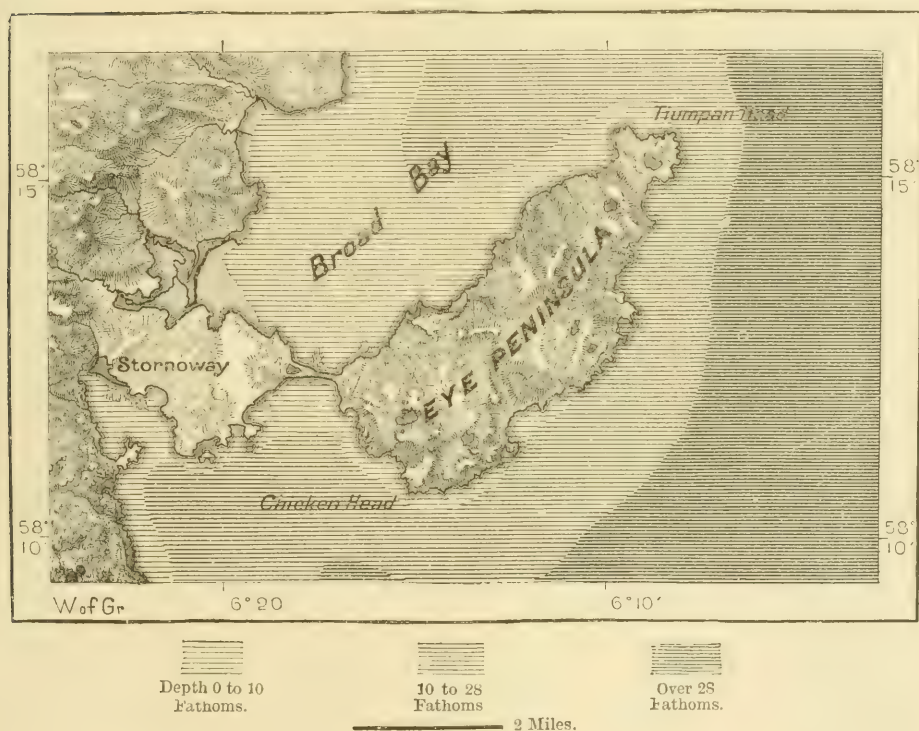 Tiumpan Head
58°
15'
58°
15'
Broad Bay
EYE PENINSULA
Stornoway
Chicken Head
58°
10'
58°
10'
W of Gr
6°20
6°10'
Depth 0 to 10
Fathoms.
10 to 28
Fathoms
Over 28
Fathoms.
2 Miles.